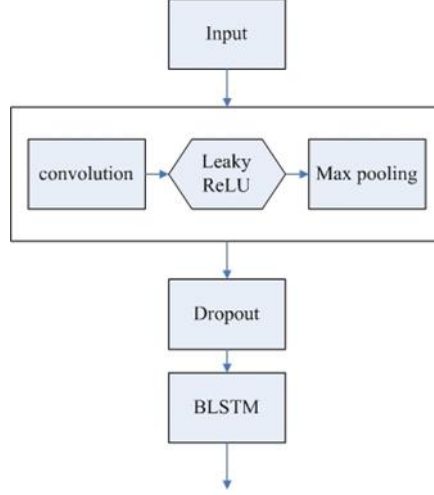 Input
convolution
Leaky
ReLU
Max pooling
Dropout
BLSTM